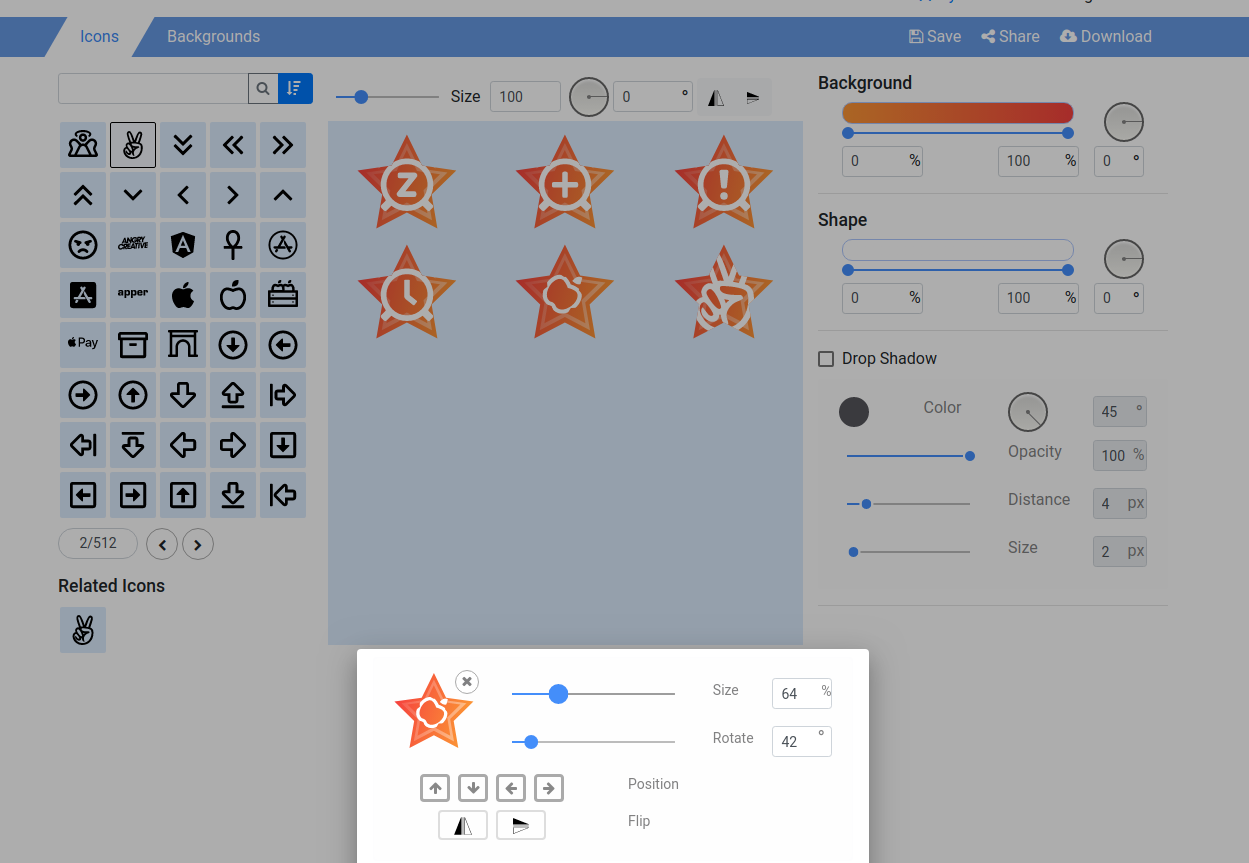 Icons
Backgrounds
Save
Share
Download
Size
100
0
°
Background
0
%
100
%
0
°
Shape
0
%
100
%
0
°
Drop Shadow
Color
45
°
Opacity
100
%
Distance
4
px
Size
2
px
Z
ANGRY
CREATIVE
A
apper
Pay
2/512
Related Icons
Size
64
%
Rotate
42
°
Position
Flip